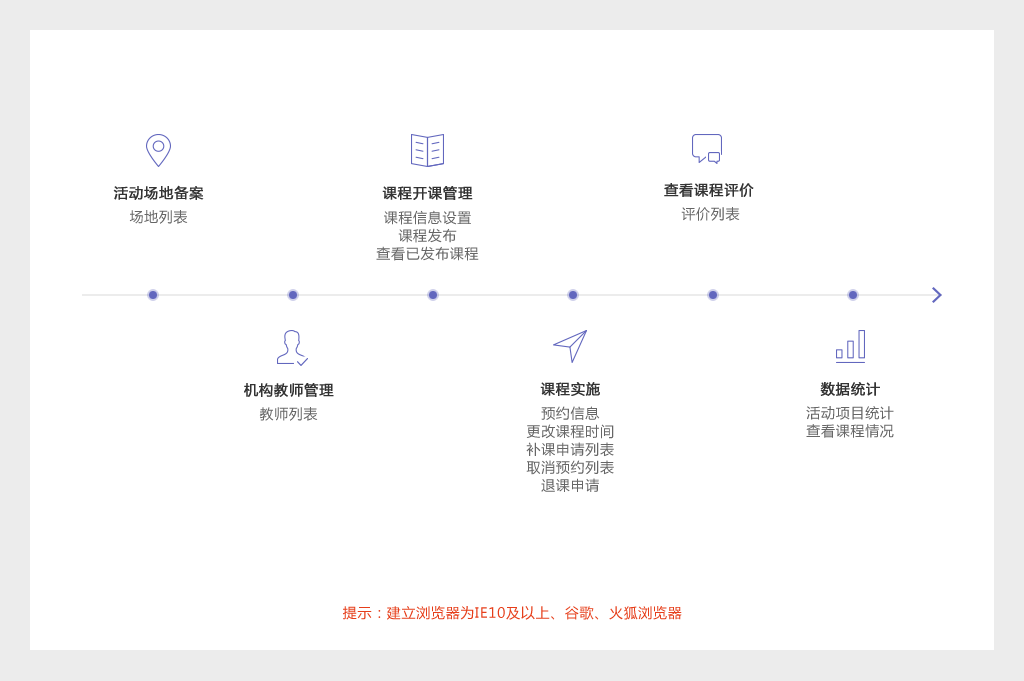 活动场地备案
场地列表
课程开课管理
课程信息设置
课程发布
查看已发布课程
查看课程评价
评价列表
机构教师管理
教师列表
课程实施
预约信息
更改课程时间
补课申请列表
取消预约列表
退课申请
数据统计
活动项目统计
查看课程情况
提示：建立浏览器为IE10及以上、谷歌、火狐浏览器